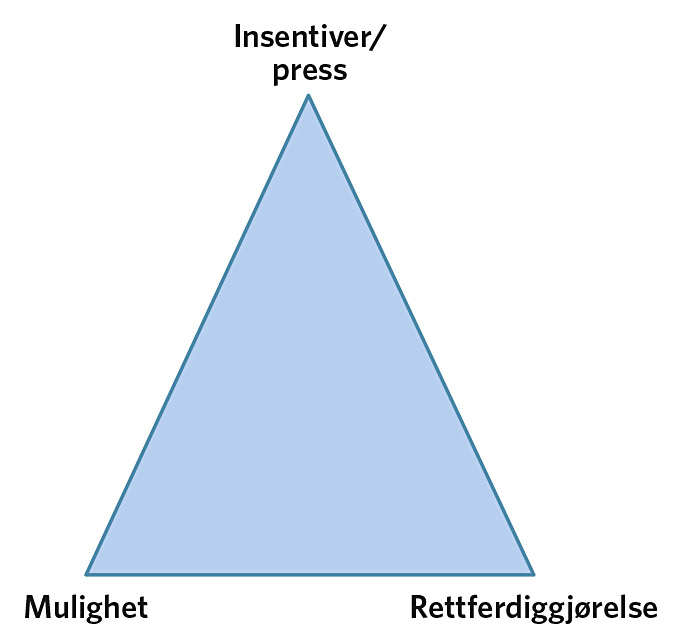 Insentiver/
press
Mulighet
Rettferdiggjørelse